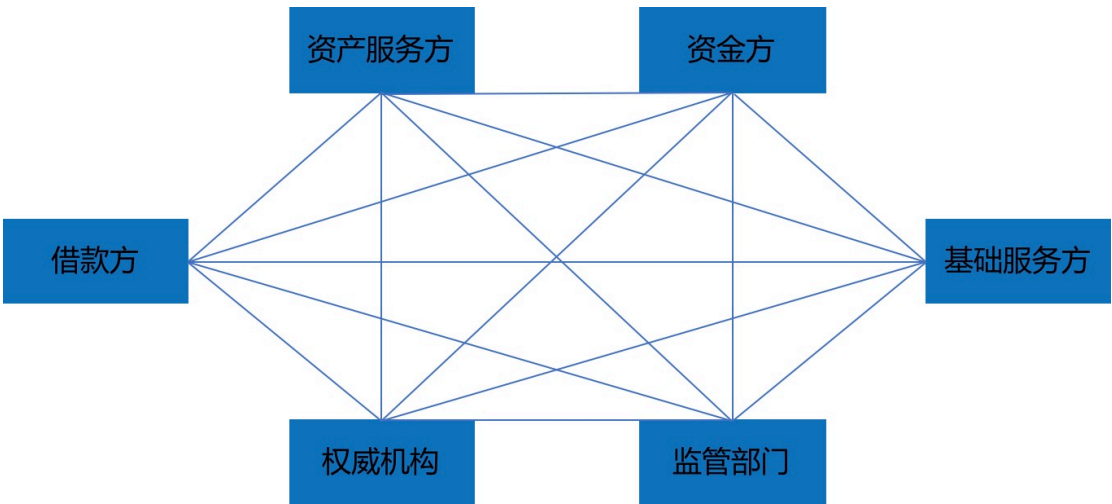 资产服务方
资金方
借款方
基础服务方
权威机构
监管部门